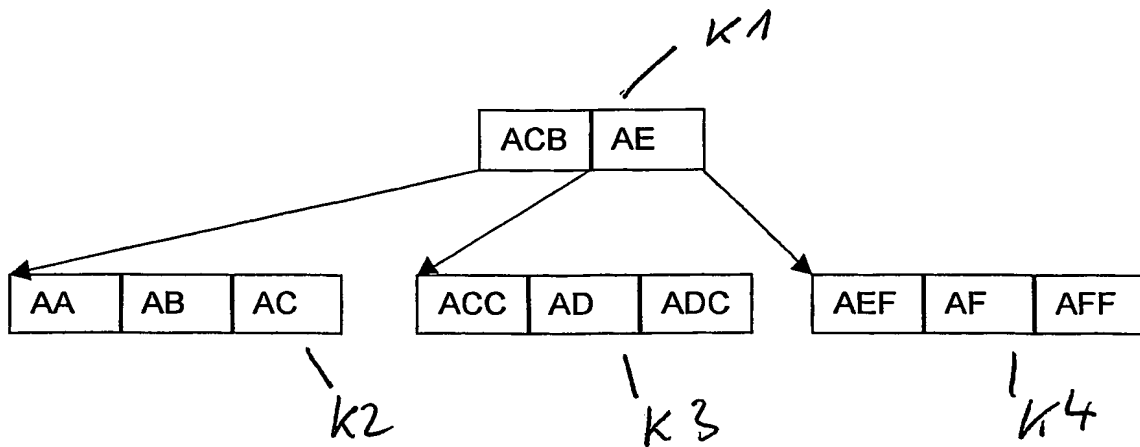 K1
ACB AE
AA AB AC ACC AD ADC AEF AF AFF
K2 K3 K4